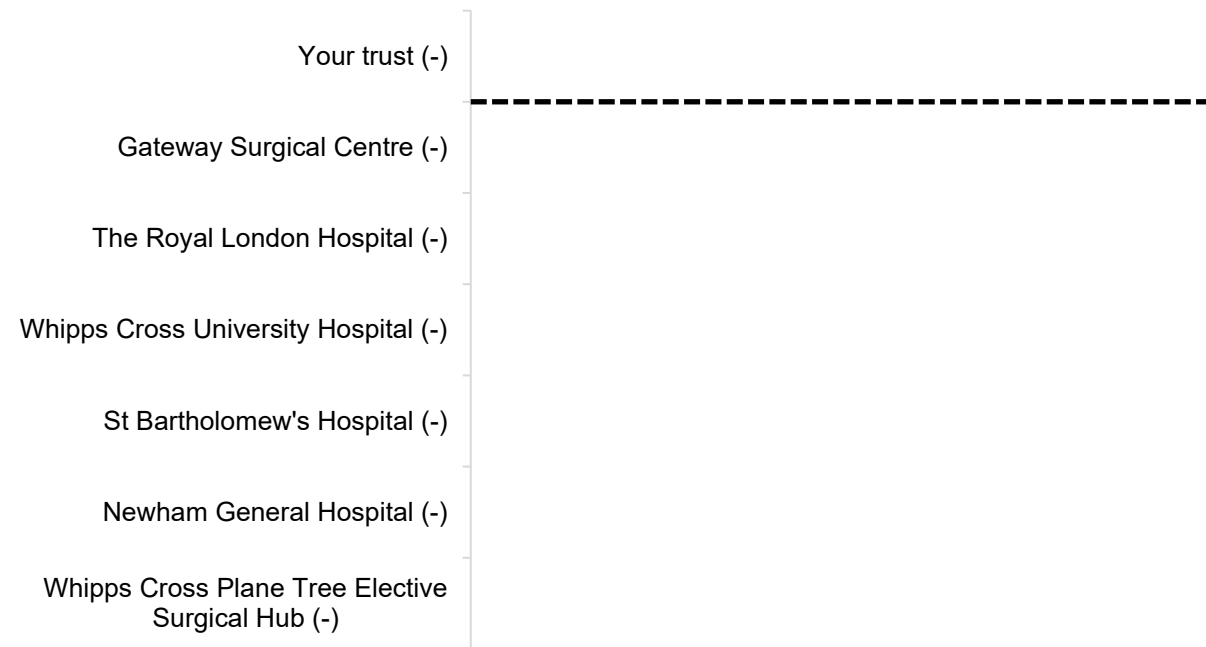 Your trust (-)
Gateway Surgical Centre (-)
The Royal London Hospital (-)
Whipps Cross University Hospital (-)
St Bartholomew's Hospital (-)
Newham General Hospital (-)
Whipps Cross Plane Tree Elective
Surgical Hub (-)